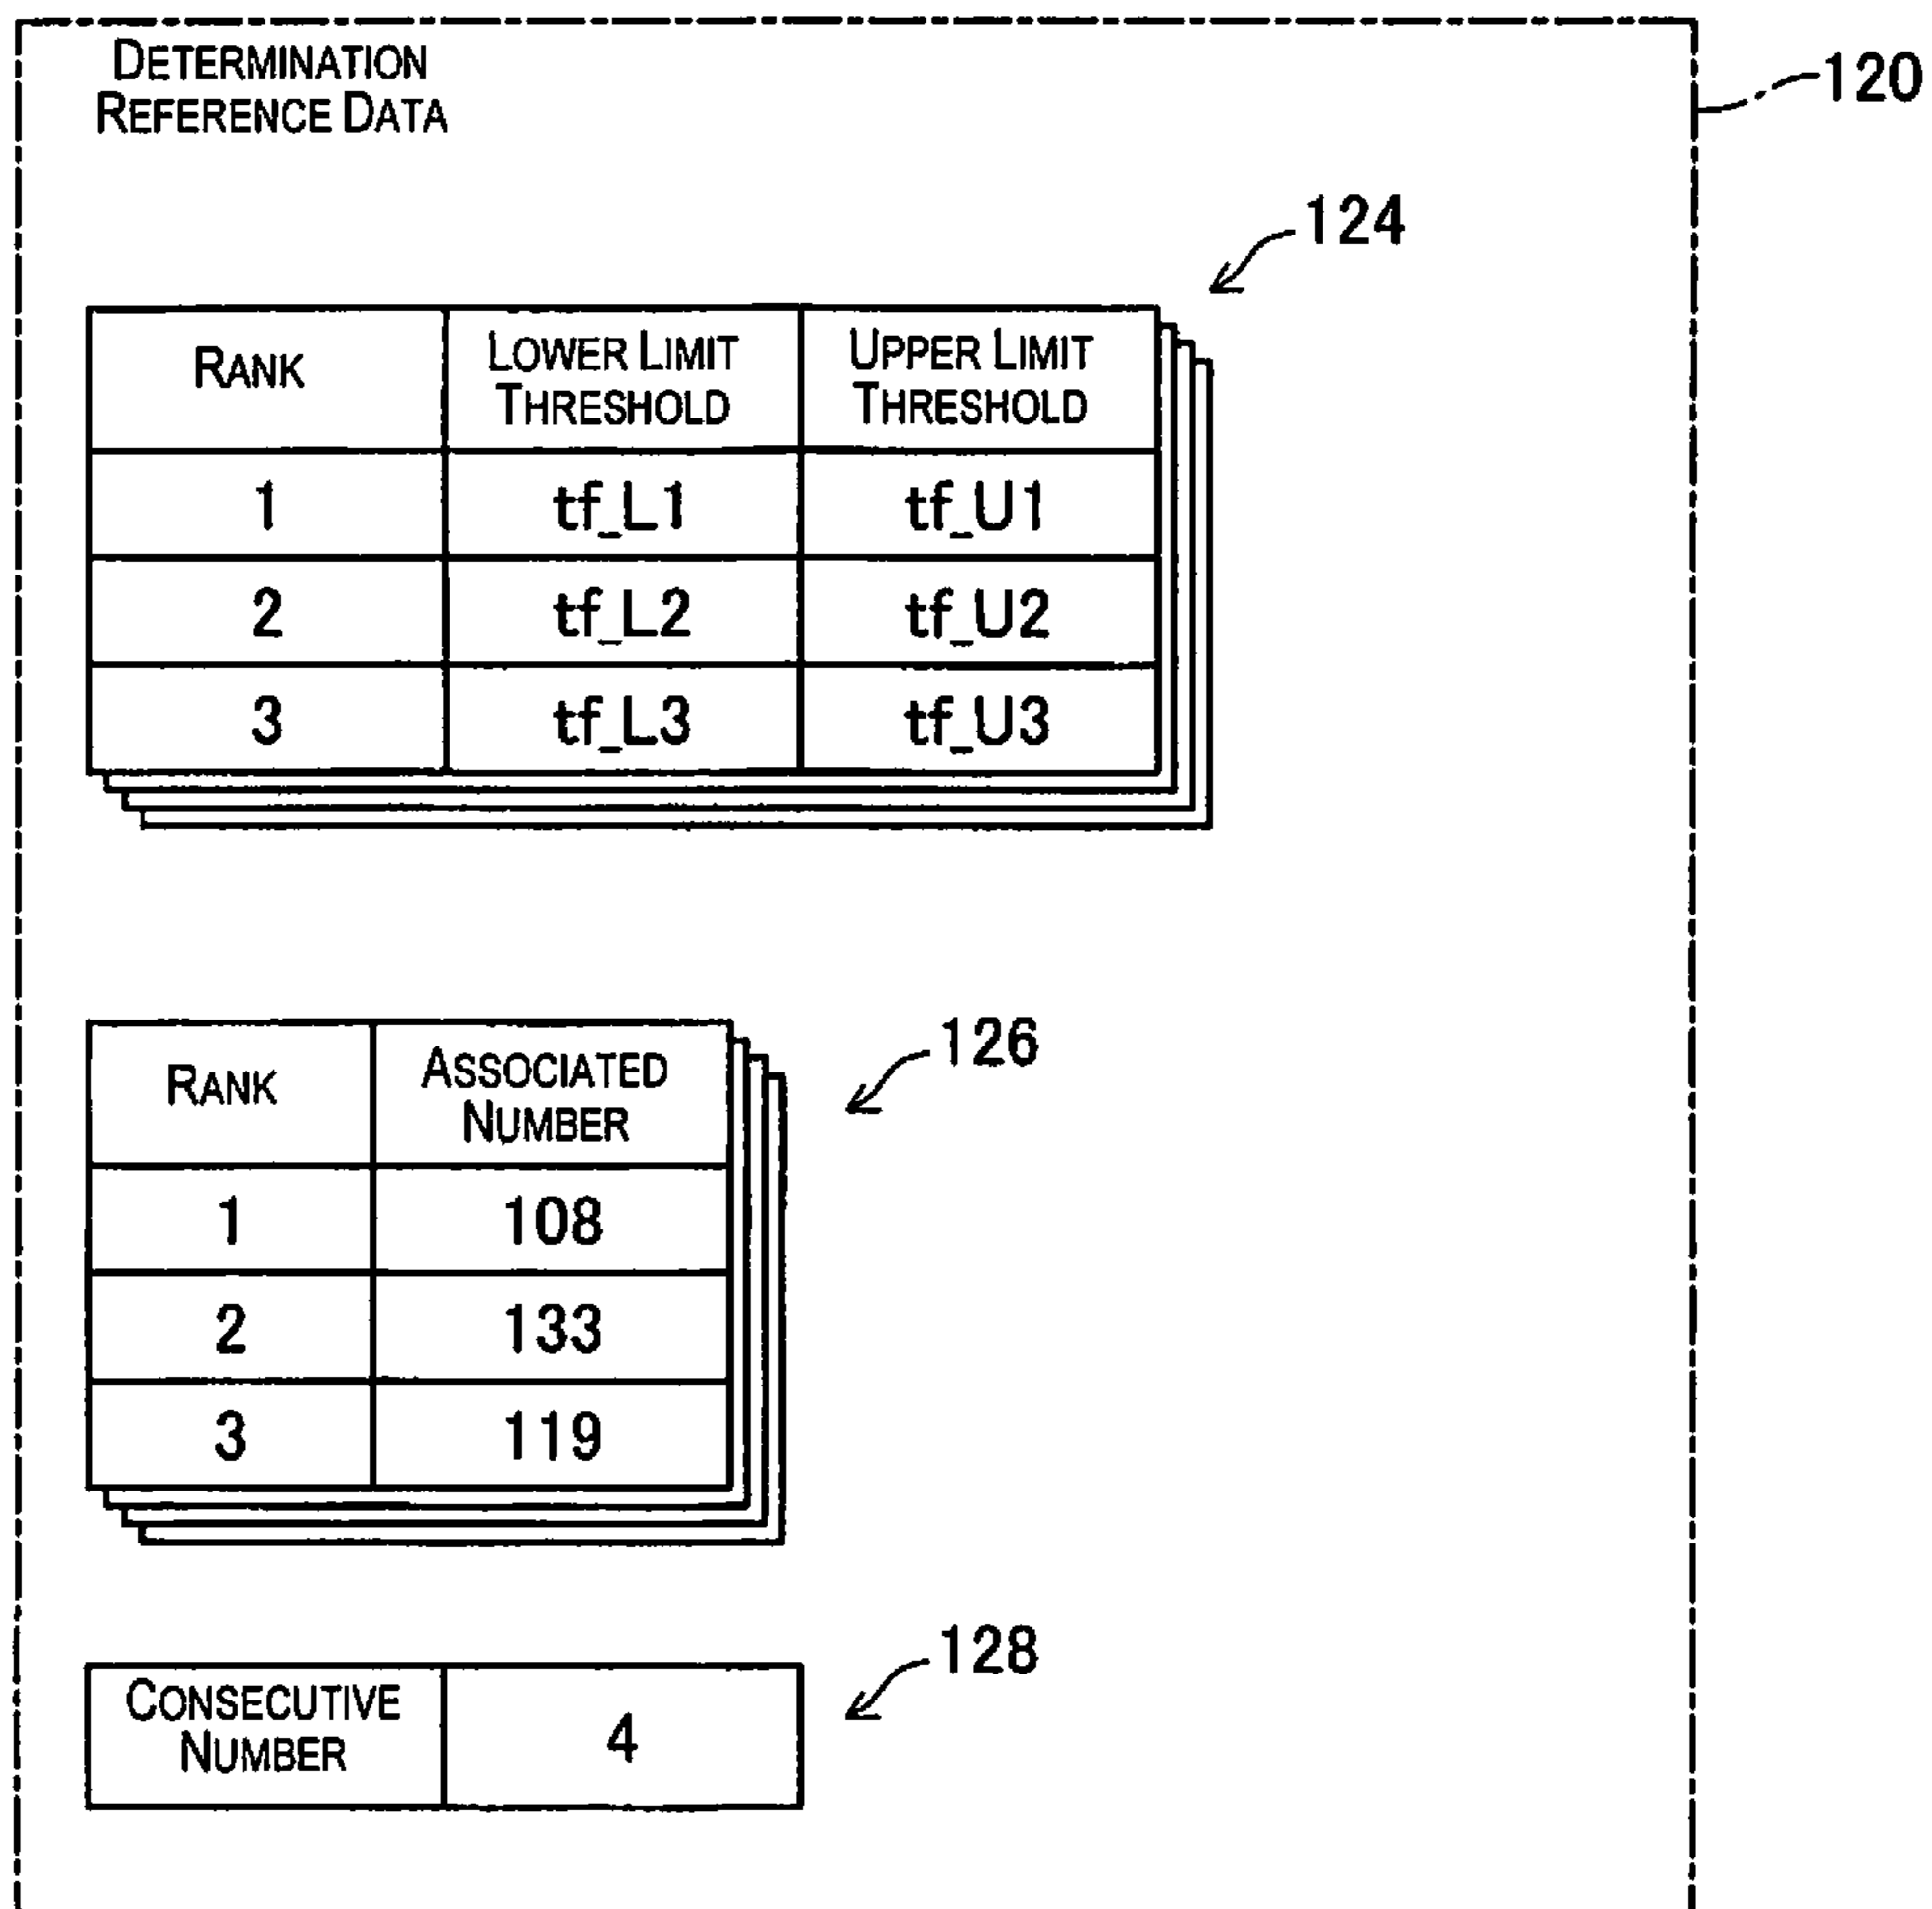 DETERMINATION
REFERENCE DATA
120
124
RANK
LOWER LIMIT
THRESHOLD
UPPER LIMIT
THRESHOLD
1
tf_L1
tf_U1
2
tf_L2
tf_U2
3
tf_L3
tf_U3
126
RANK
ASSOCIATED
NUMBER
1
108
2
133
3
119
128
CONSECUTIVE
NUMBER
4